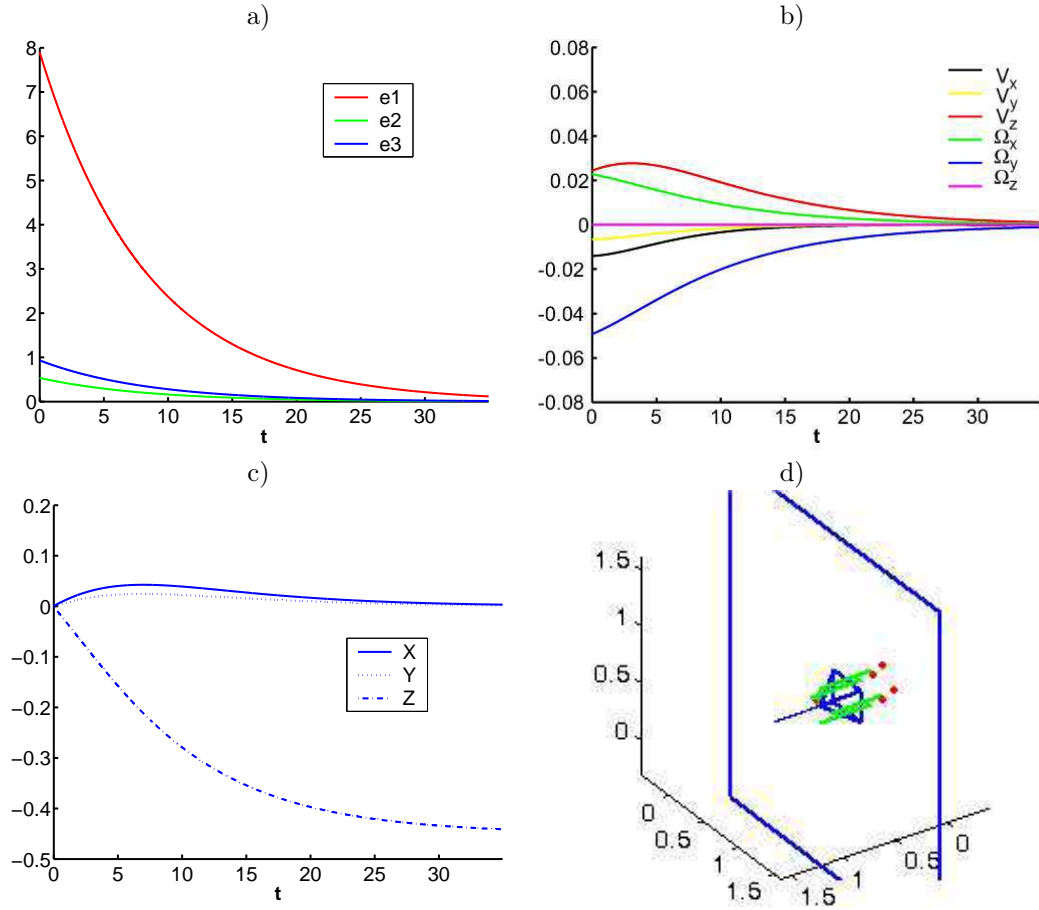 a)
8
7
6
5
4
3
2
1
0
0 5 10 15 20 25 30
t
e1
e2
e3
b)
0.08
0.06
0.04
0.02
0
-0.02
-0.04
-0.06
-0.08
0 5 10 15 20 25 30
t
Vx
Vy
Vz
Ωx
Ωy
Ωz
c)
0.2
0.1
0
−0.1
−0.2
−0.3
−0.4
−0.5
0 5 10 15 20 25 30
t
X
Y
Z
d)
1.5
1
0.5
0
0
0.5
1
1.5
0
0.5
1
1.5